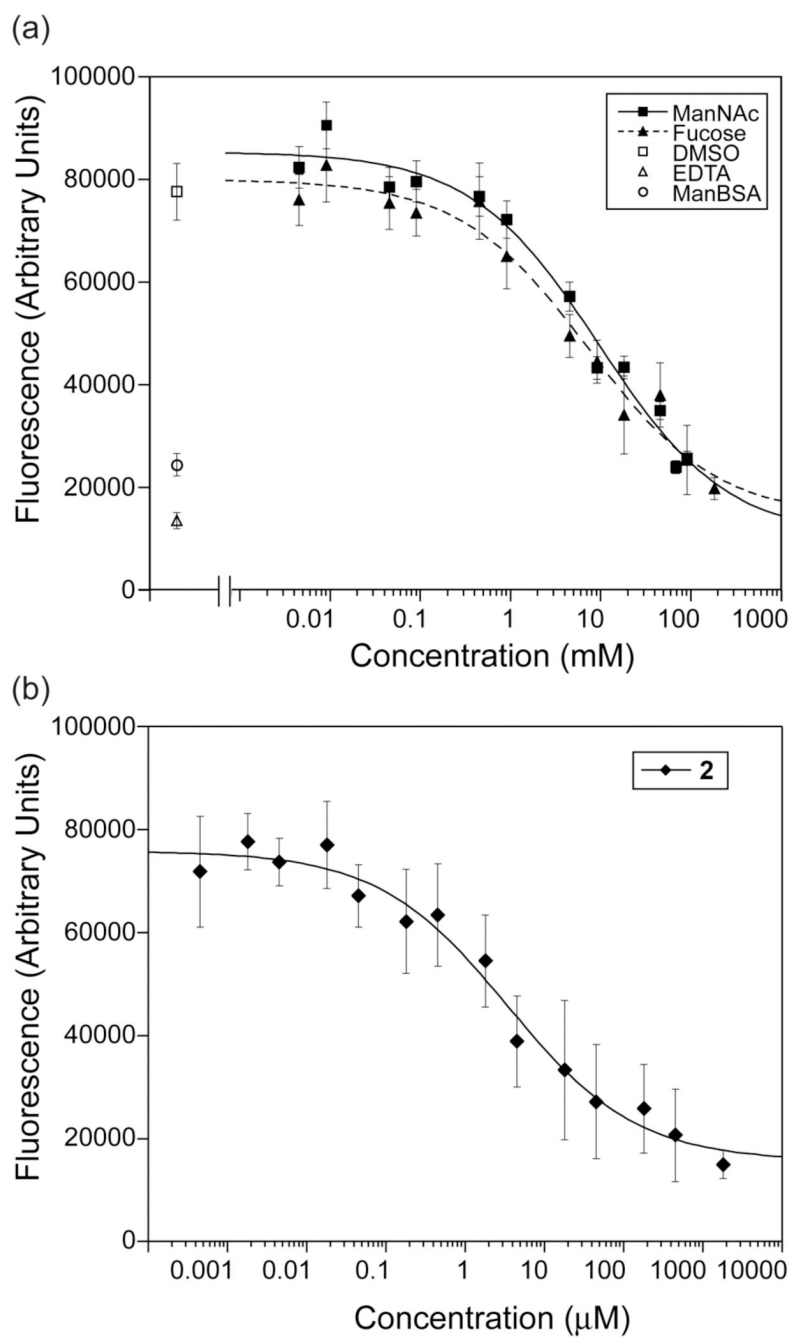 (a)
100000
80000
60000
40000
20000
0
Fluorescence (Arbitrary Units)
ManNAc
Fucose
DMSO
EDTA
ManBSA
0.01 0.1 1 10 100 1000
Concentration (mM)
(b)
100000
80000
60000
40000
20000
0
Fluorescence (Arbitrary Units)
2
0.001 0.01 0.1 1 10 100 1000 10000
Concentration (μM)